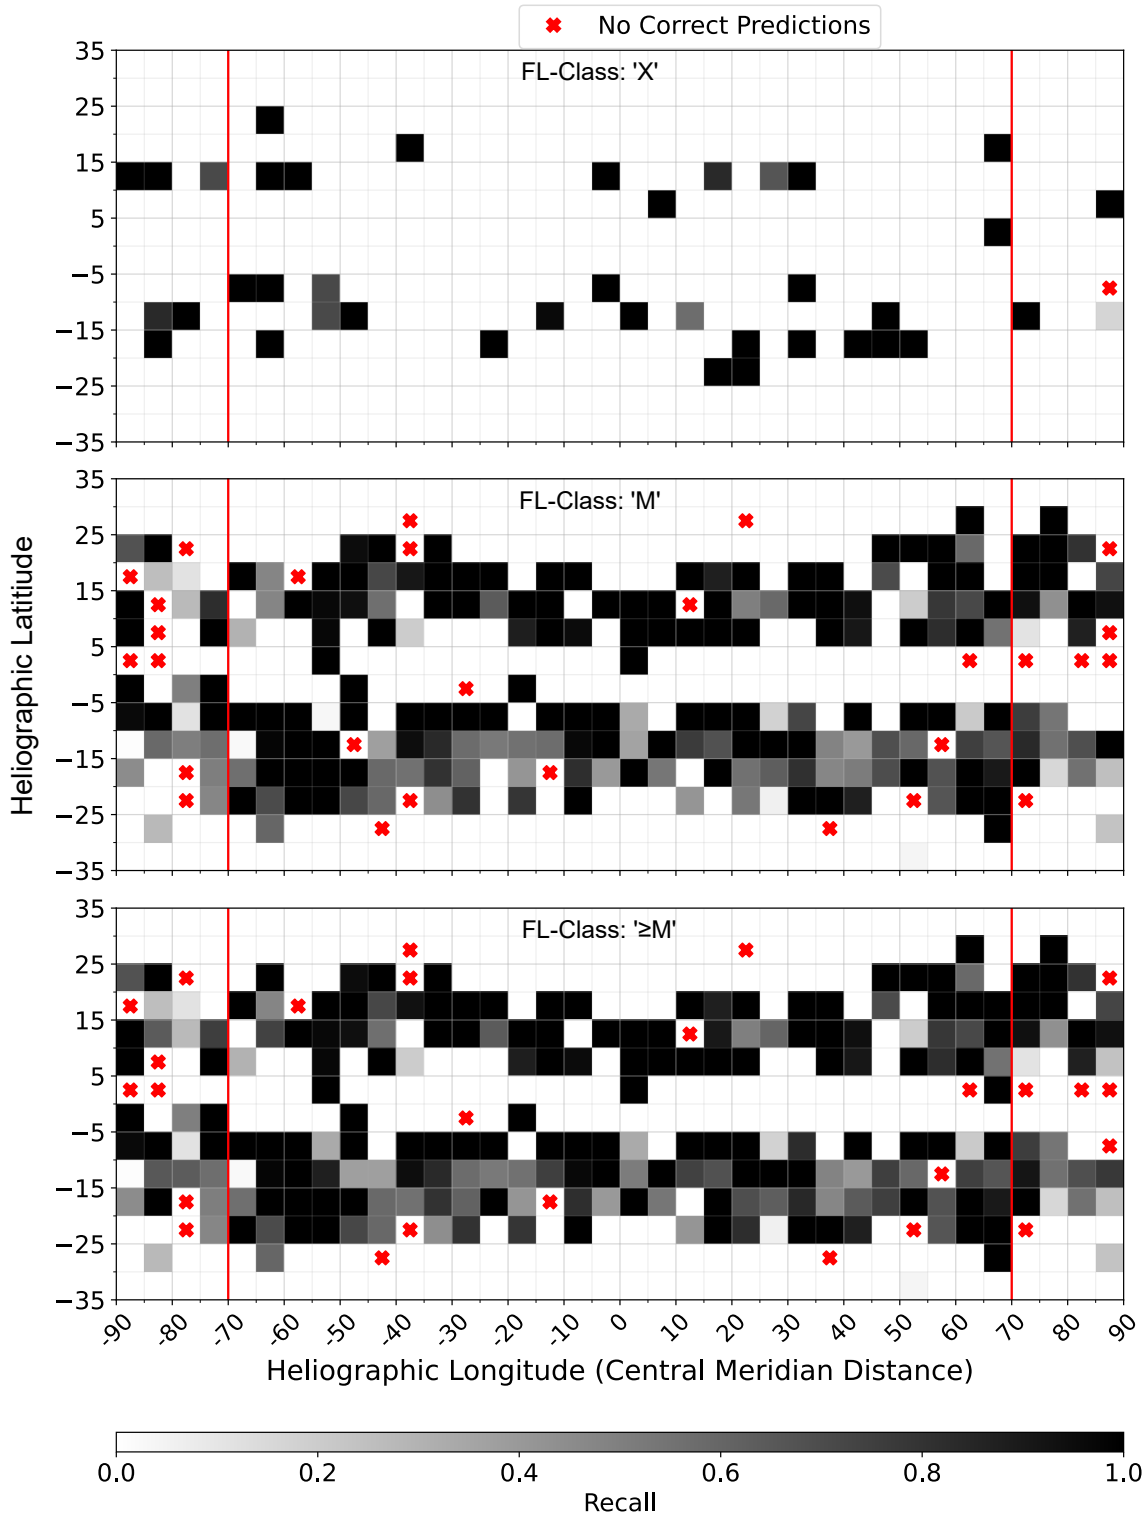 No Correct Predictions
FL-Class: 'X'
35
25
15
5
−5
−15
−25
−35
FL-Class: 'M'
35
25
15
5
−5
−15
−25
−35
Heliographic Latitiude
FL-Class: '≥M'
35
25
15
5
−5
−15
−25
−35
-90 -80 -70 -60 -50 -40 -30 -20 -10 0 10 20 30 40 50 60 70 80 90
Heliographic Longitude (Central Meridian Distance)
0.0 0.2 0.4 0.6 0.8 1.0
Recall